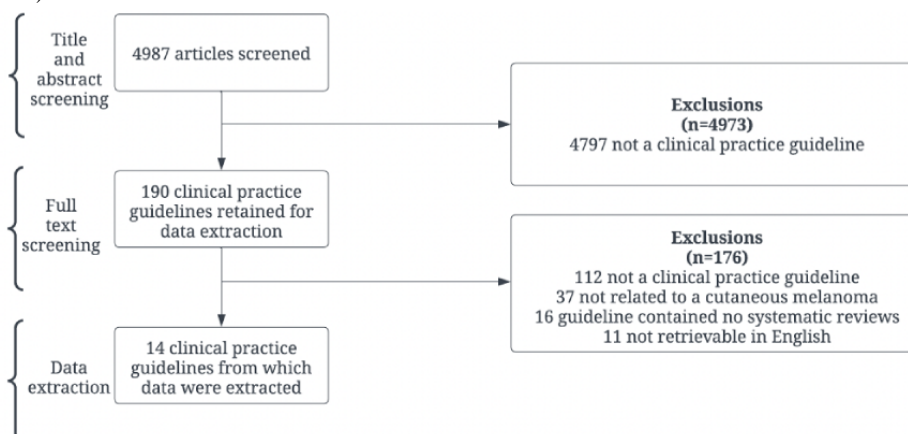 Title
and
abstract
screening
4987 articles screened
Exclusions
(n=4973)
4797 not a clinical practice guideline
Full
text
screening
190 clinical practice
guidelines retained for
data extraction
Exclusions
(n=176)
112 not a clinical practice guideline
37 not related to a cutaneous melanoma
16 guideline contained no systematic reviews
11 not retrievable in English
Data
extraction
14 clinical practice
guidelines from which
data were extracted